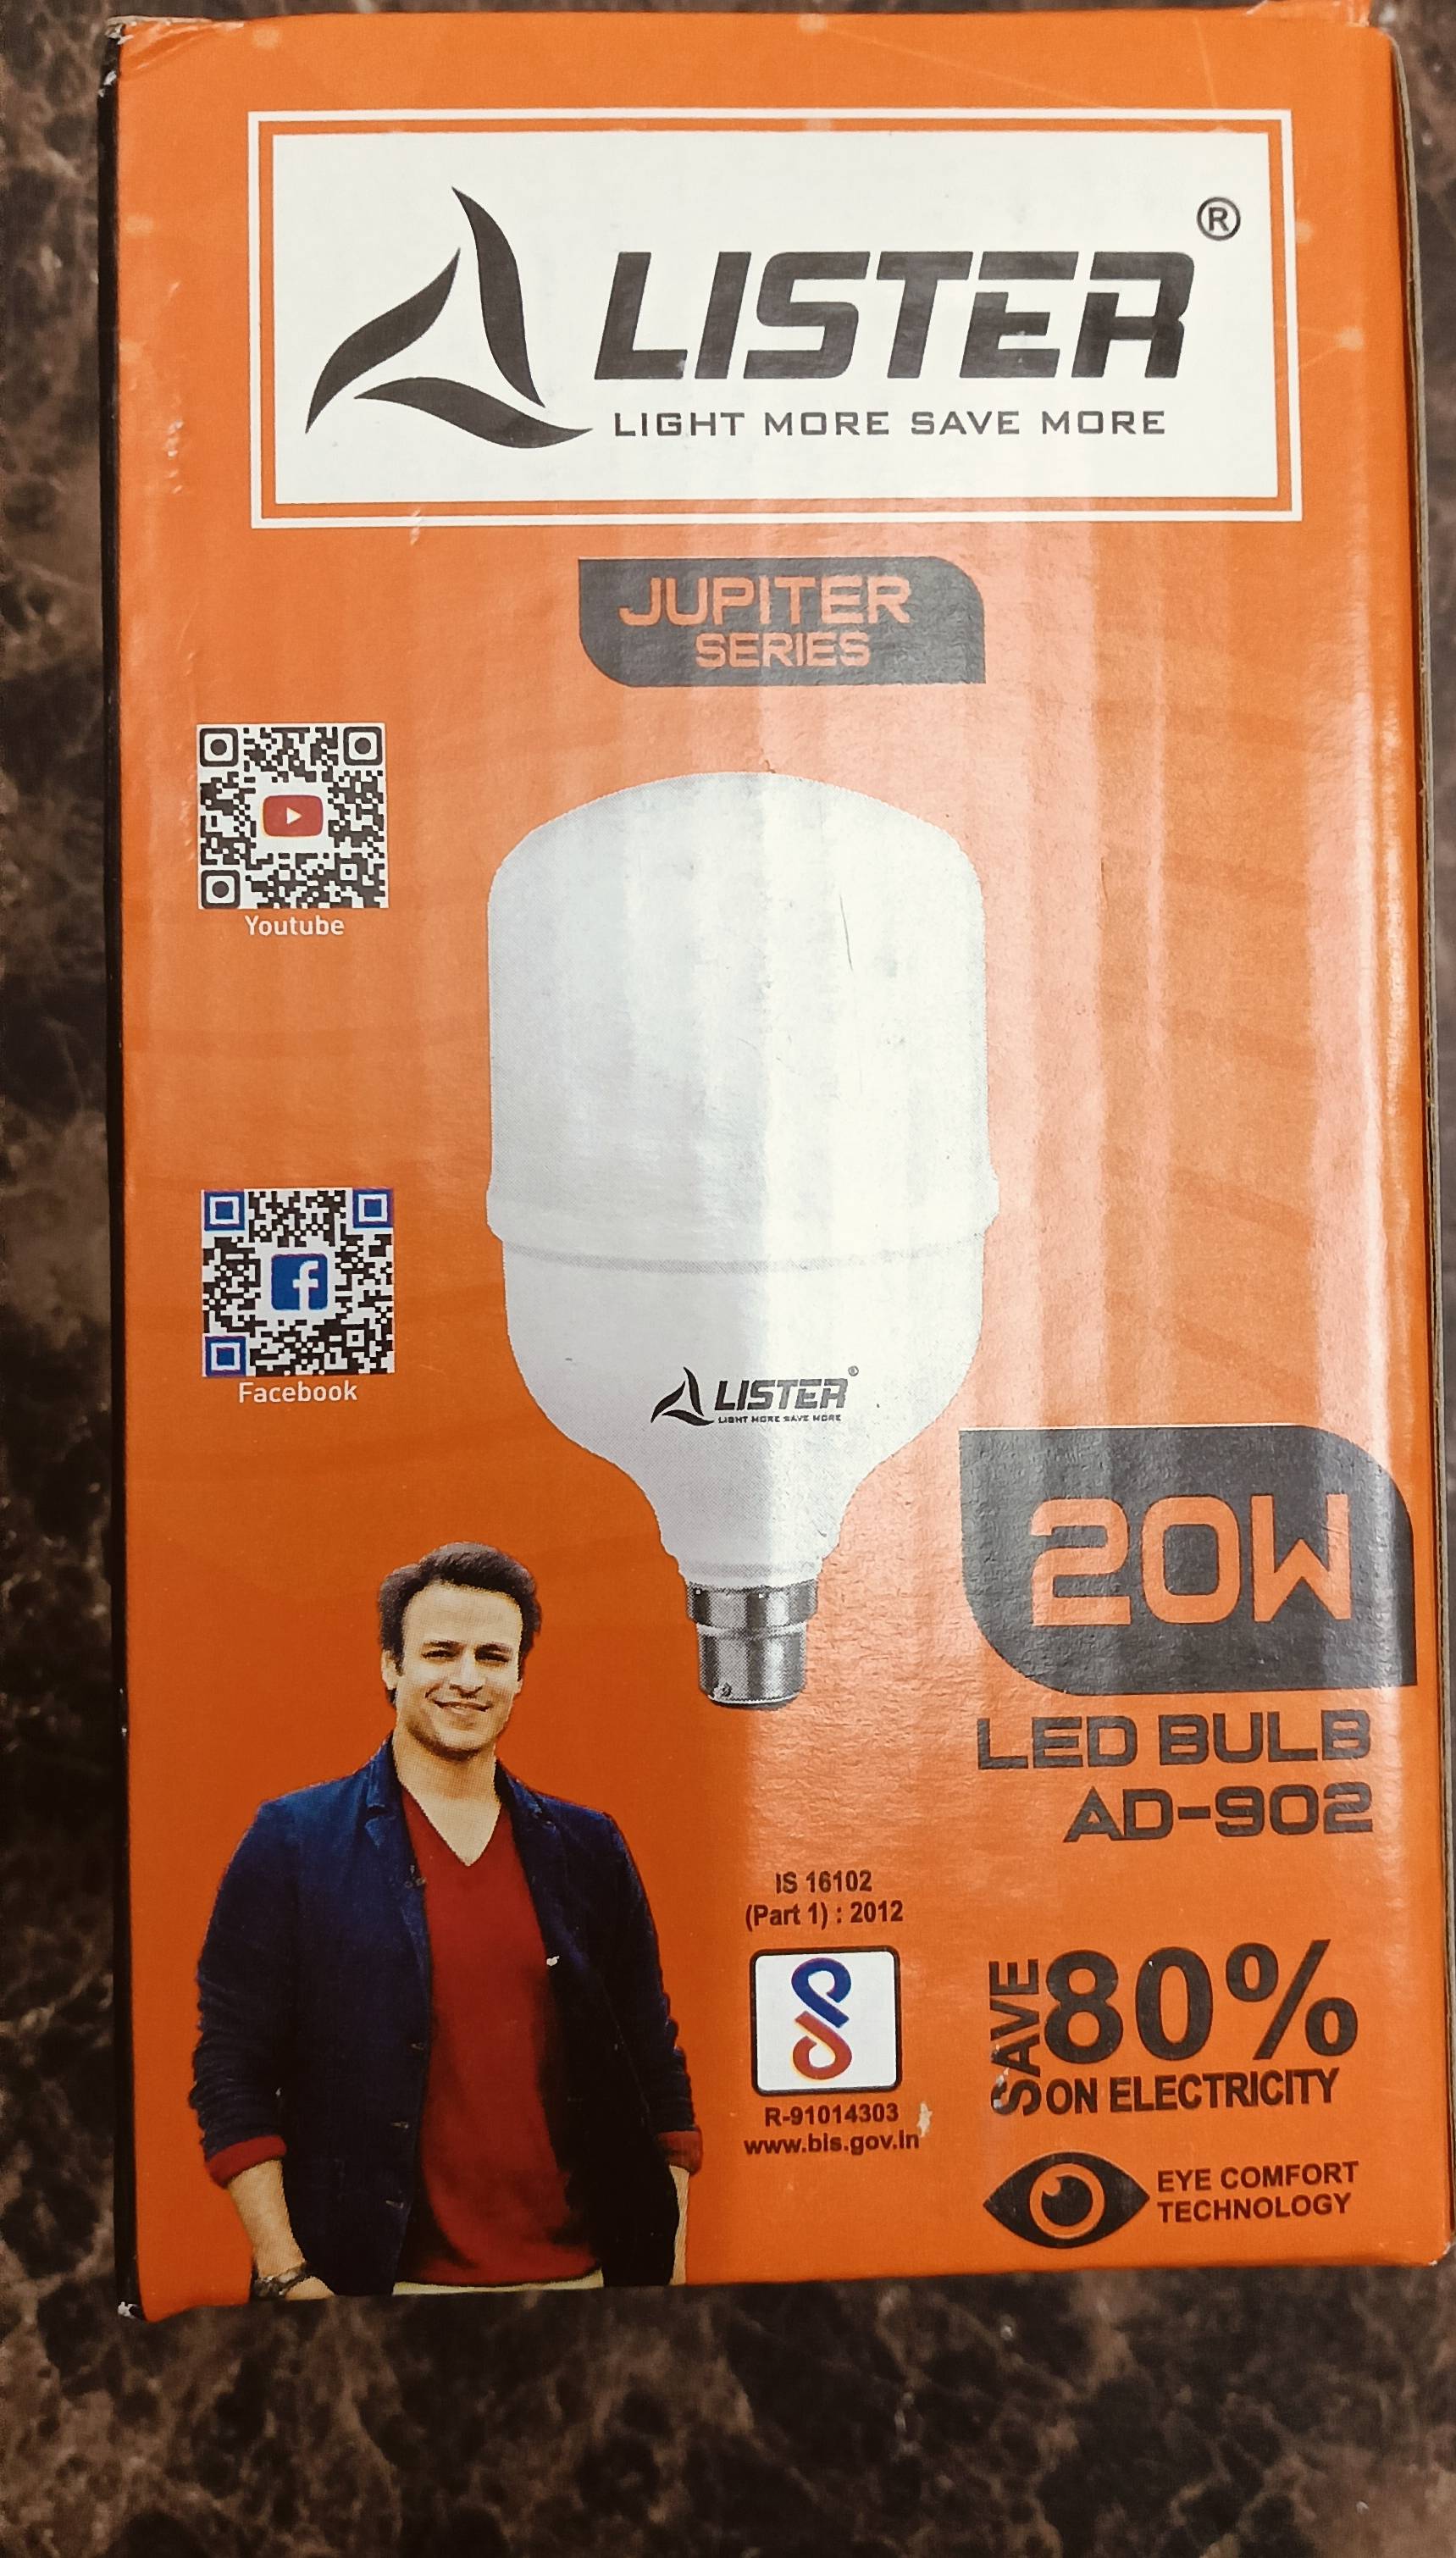 LISTER®
LIGHT MORE SAVE MORE
JUPITER
SERIES
Youtube
Facebook
LISTER®
LIGHT MORE SAVE MORE
20W
LED BULB
AD-902
IS 16102
(Part 1) : 2012
R-91014303
www.bis.gov.in
SAVE 80%
ON ELECTRICITY
EYE COMFORT
TECHNOLOGY